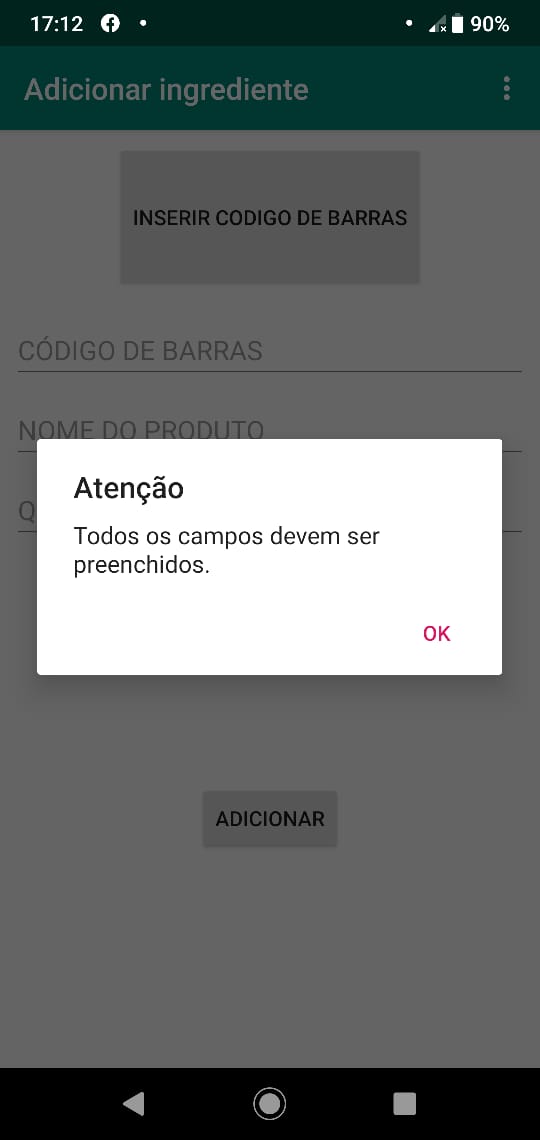 17:12
90%
Adicionar ingrediente
INSERIR CODIGO DE BARRAS
CÓDIGO DE BARRAS
NOME DO PRODUTO
Q
Atenção
Todos os campos devem ser
preenchidos.
OK
ADICIONAR